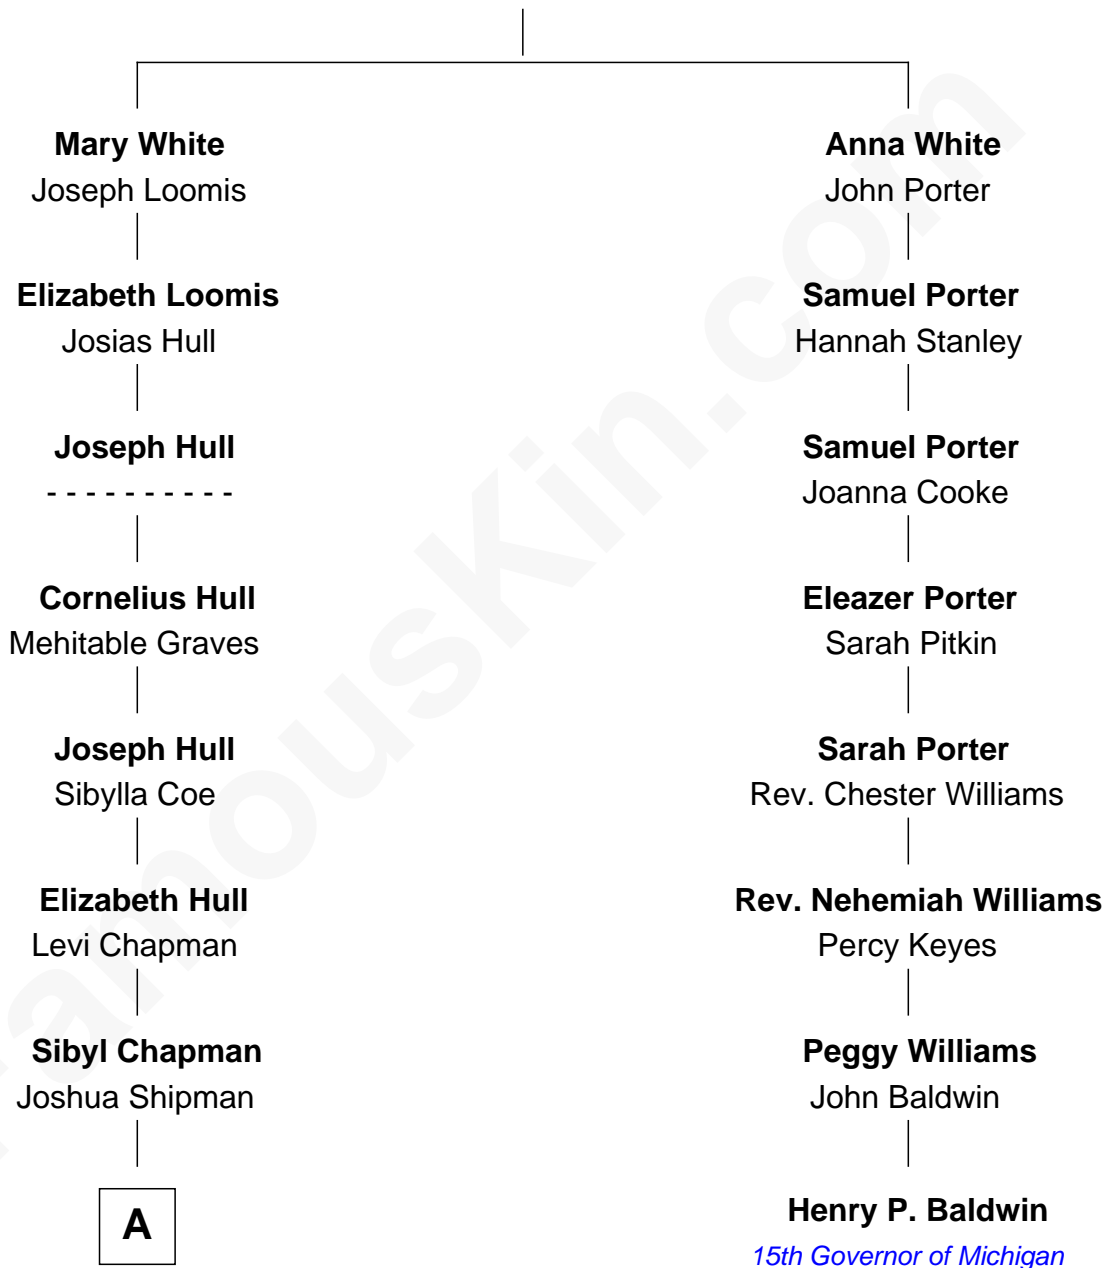 Mary White
Joseph Loomis
Elizabeth Loomis
Josias Hull
Joseph Hull
- - - - - - - - - -
Cornelius Hull
Mehitable Graves
Joseph Hull
Sibylla Coe
Elizabeth Hull
Levi Chapman
Sibyl Chapman
Joshua Shipman
A
Anna White
John Porter
Samuel Porter
Hannah Stanley
Samuel Porter
Joanna Cooke
Eleazer Porter
Sarah Pitkin
Sarah Porter
Rev. Chester Williams
Rev. Nehemiah Williams
Percy Keyes
Peggy Williams
John Baldwin
Henry P. Baldwin
15th Governor of Michigan
FamousKin.com